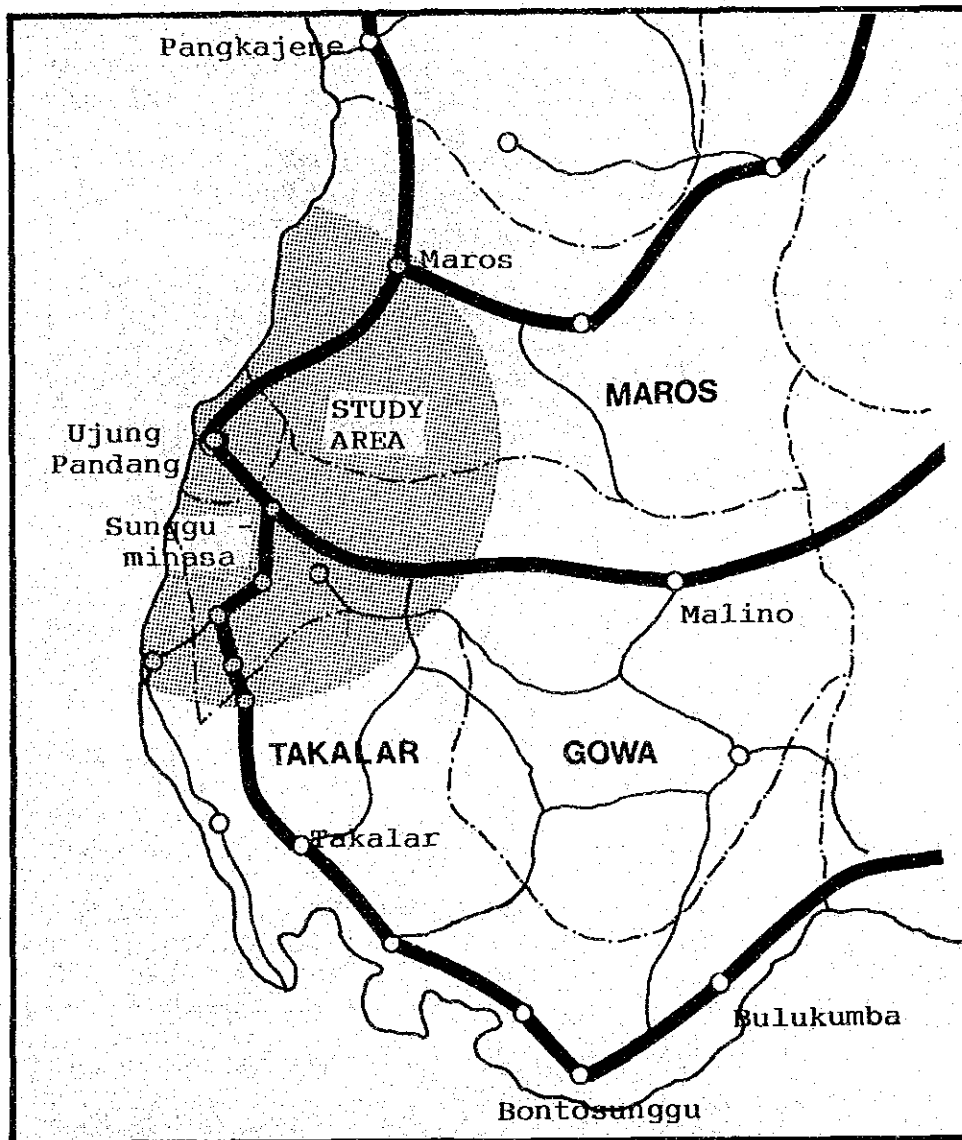 Pangkajene
Maros
MAROS
STUDY
AREA
Ujung
Pandang
Sunggu
minasa
Malino
TAKALAR
GOWA
Takalar
Bulukumba
Bontosunggu